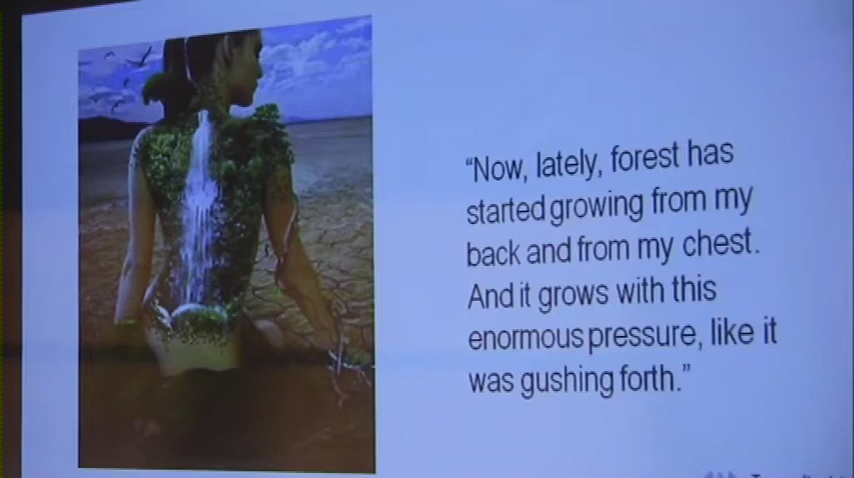 “Now, lately, forest has
started growing from my
back and from my chest.
And it grows with this
enormous pressure, like it
was gushing forth.”